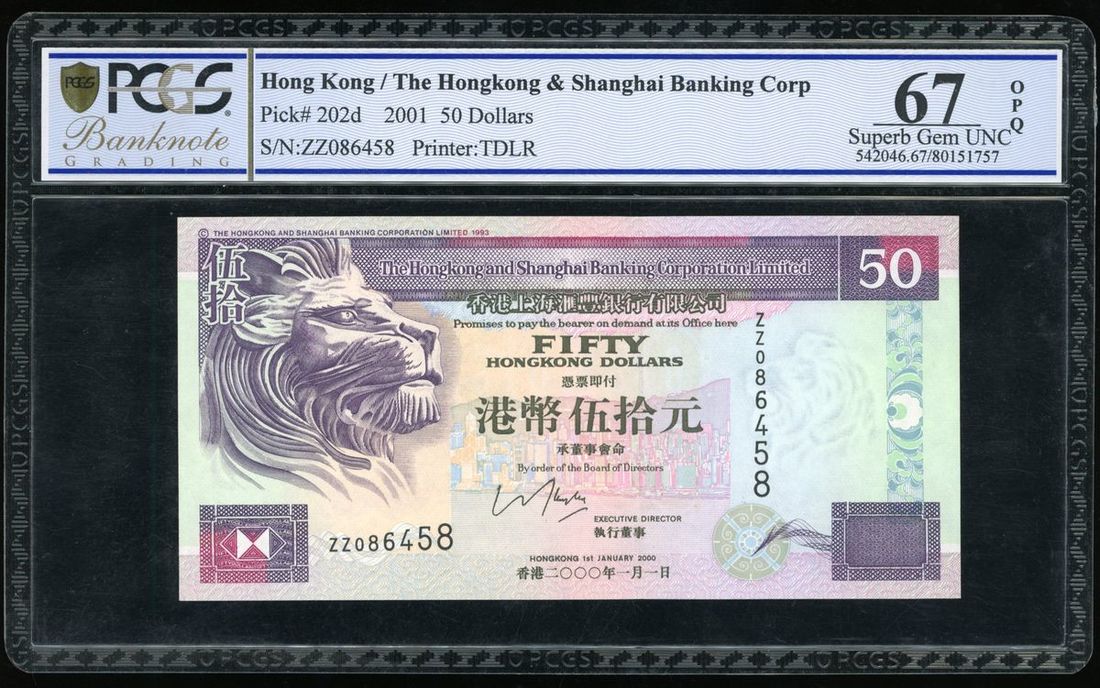 PCGS
PCGS
Banknote
GRADING
Hong Kong / The Hongkong & Shanghai Banking Corp
Pick# 202d 2001 50 Dollars
S/N:ZZ086458 Printer:TDLR
67
OPQ
Superb Gem UNC
542046.67/80151757
© THE HONGKONG AND SHANGHAI BANKING CORPORATION LIMITED 1993
伍拾
The Hongkong and Shanghai Banking Corporation Limited
50
香港上海滙豐銀行有限公司
Promises to pay the bearer on demand at its Office here
FIFTY
HONGKONG DOLLARS
憑票即付
港幣伍拾元
承董事會命
By order of the Board of Directors
ZZ086458
EXECUTIVE DIRECTOR
執行董事
ZZ086458
HONGKONG 1st JANUARY 2000
香港二〇〇〇年一月一日